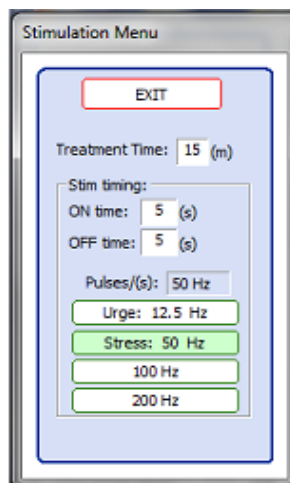 Stimulation Menu
EXIT
Treatment Time: 15 (m)
Stim timing:
ON time: 5 (s)
OFF time: 5 (s)
Pulses/(s): 50 Hz
Urge: 12.5 Hz
Stress: 50 Hz
100 Hz
200 Hz